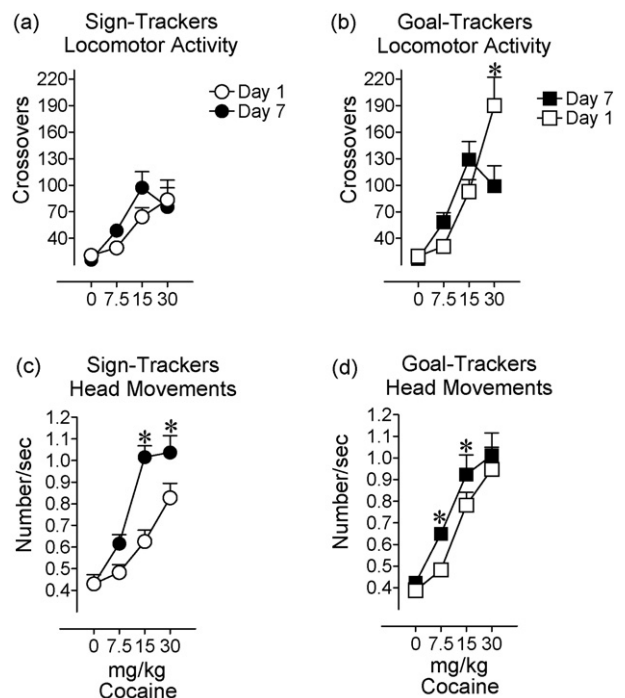 (a)
Sign-Trackers
Locomotor Activity
Crossovers
220
190
160
130
100
70
40
Day 1
Day 7
0 7.5 15 30
(b)
Goal-Trackers
Locomotor Activity
Crossovers
220
190
160
130
100
70
40
*
Day 7
Day 1
0 7.5 15 30
(c)
Sign-Trackers
Head Movements
Number/sec
1.2
1.1
1.0
0.9
0.8
0.7
0.6
0.5
0.4
* *
0 7.5 15 30
mg/kg
Cocaine
(d)
Goal-Trackers
Head Movements
Number/sec
1.2
1.1
1.0
0.9
0.8
0.7
0.6
0.5
0.4
* *
0 7.5 15 30
mg/kg
Cocaine